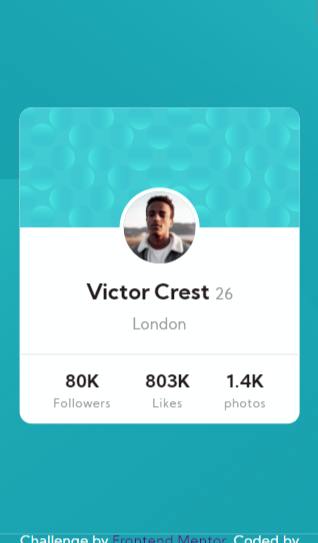 Victor Crest 26
London
80K 803K 1.4K
Followers Likes photos
Challenge by Frontend Mentor. Coded by